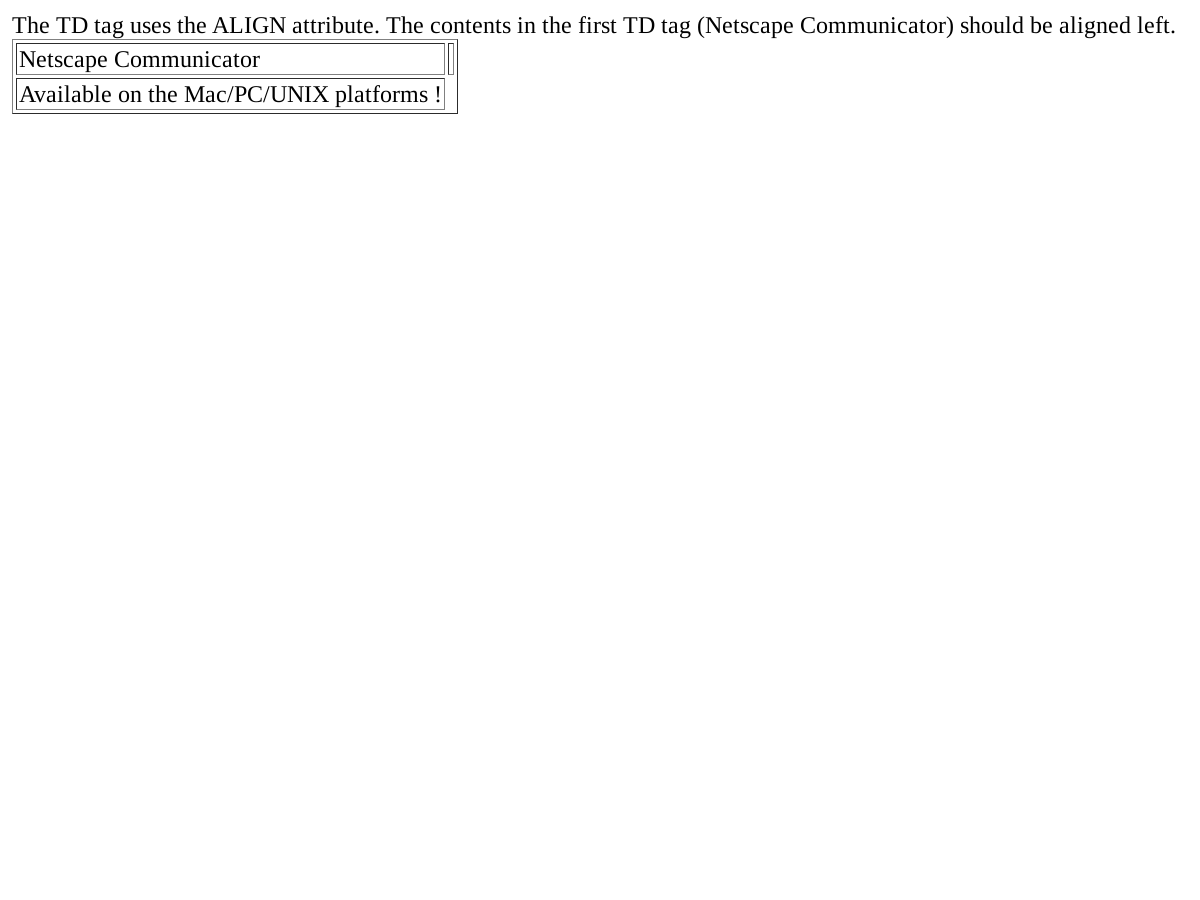 The TD tag uses the ALIGN attribute. The contents in the first TD tag (Netscape Communicator) should be aligned left.
Netscape Communicator
Available on the Mac/PC/UNIX platforms !